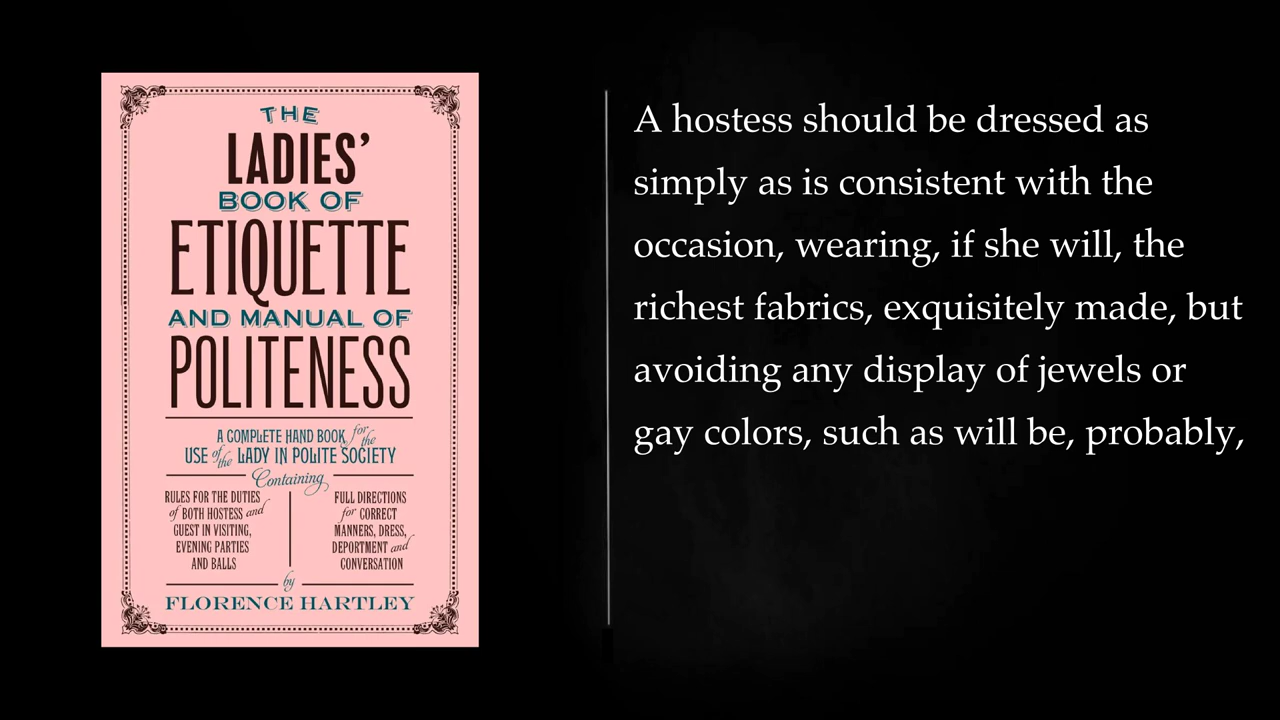 THE
LADIES'
BOOK OF
ETIQUETTE
AND MANUAL OF
POLITENESS
A COMPLETE HAND BOOK for the
USE of the LADY IN POLITE SOCIETY
Containing
RULES FOR THE DUTIES
of BOTH HOSTESS and
GUEST IN VISITING,
EVENING PARTIES
AND BALLS
FULL DIRECTIONS
for CORRECT
MANNERS, DRESS,
DEPORTMENT and
CONVERSATION
by
FLORENCE HARTLEY
A hostess should be dressed as
simply as is consistent with the
occasion, wearing, if she will, the
richest fabrics, exquisitely made, but
avoiding any display of jewels or
gay colors, such as will be, probably,